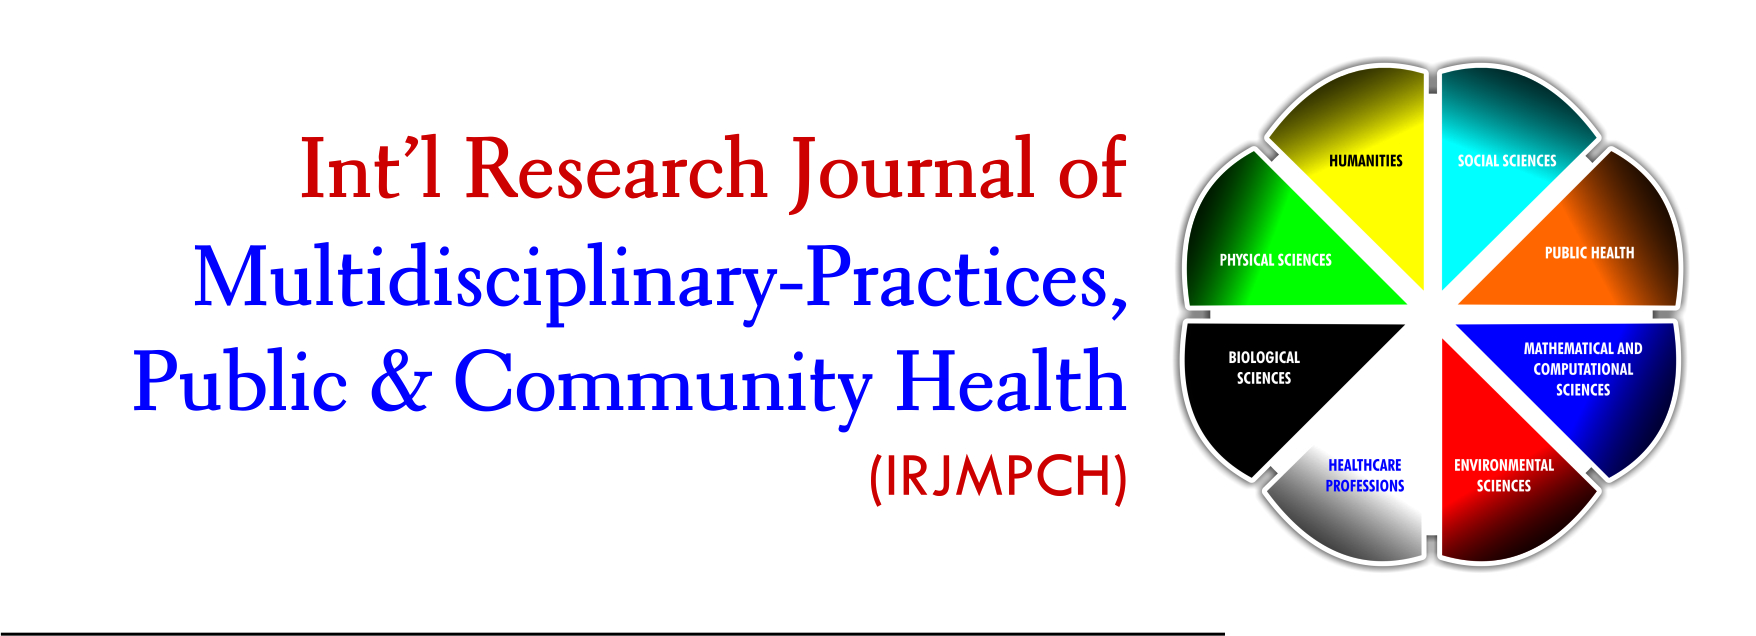 Int’l Research Journal of
Multidisciplinary-Practices,
Public & Community Health
(IRJMPCH)
HUMANITIES
SOCIAL SCIENCES
PHYSICAL SCIENCES
PUBLIC HEALTH
BIOLOGICAL
SCIENCES
MATHEMATICAL AND
COMPUTATIONAL
SCIENCES
HEALTHCARE
PROFESSIONS
ENVIRONMENTAL
SCIENCES